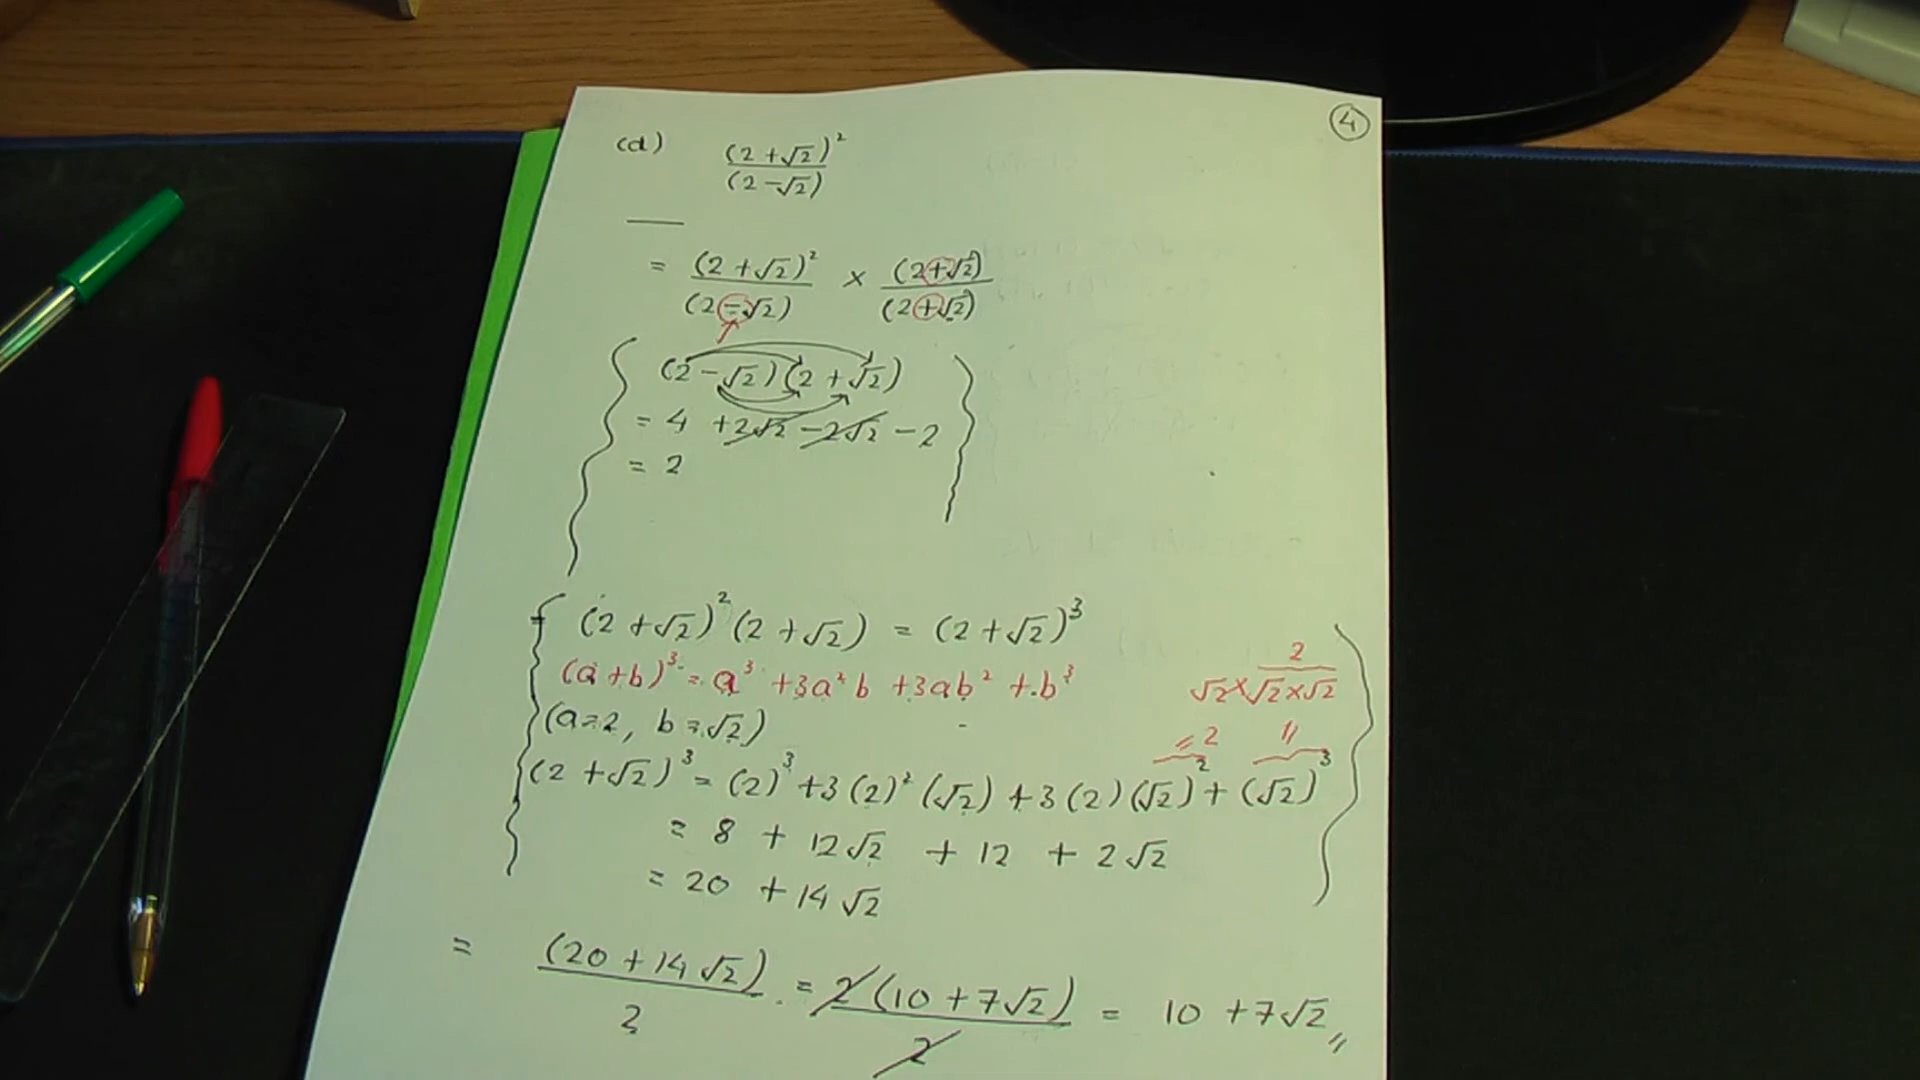 4
(d) (2+√2)² / (2-√2)
= (2+√2)² / (2-√2) × (2+√2) / (2+√2)
(2-√2)(2+√2)
= 4 +2√2 -2√2 -2
= 2
(2+√2)² (2+√2) = (2+√2)³
(a+b)³ = a³ +3a²b +3ab² +b³
2
√2×√2×√2
(a=2, b=√2)
=2 //
(2+√2)³ = (2)³ +3(2)²(√2) +3(2)(√2)² + (√2)³
= 8 + 12√2 + 12 + 2√2
= 20 + 14√2
= (20+14√2) / 2 = 2(10+7√2) / 2 = 10 +7√2 //